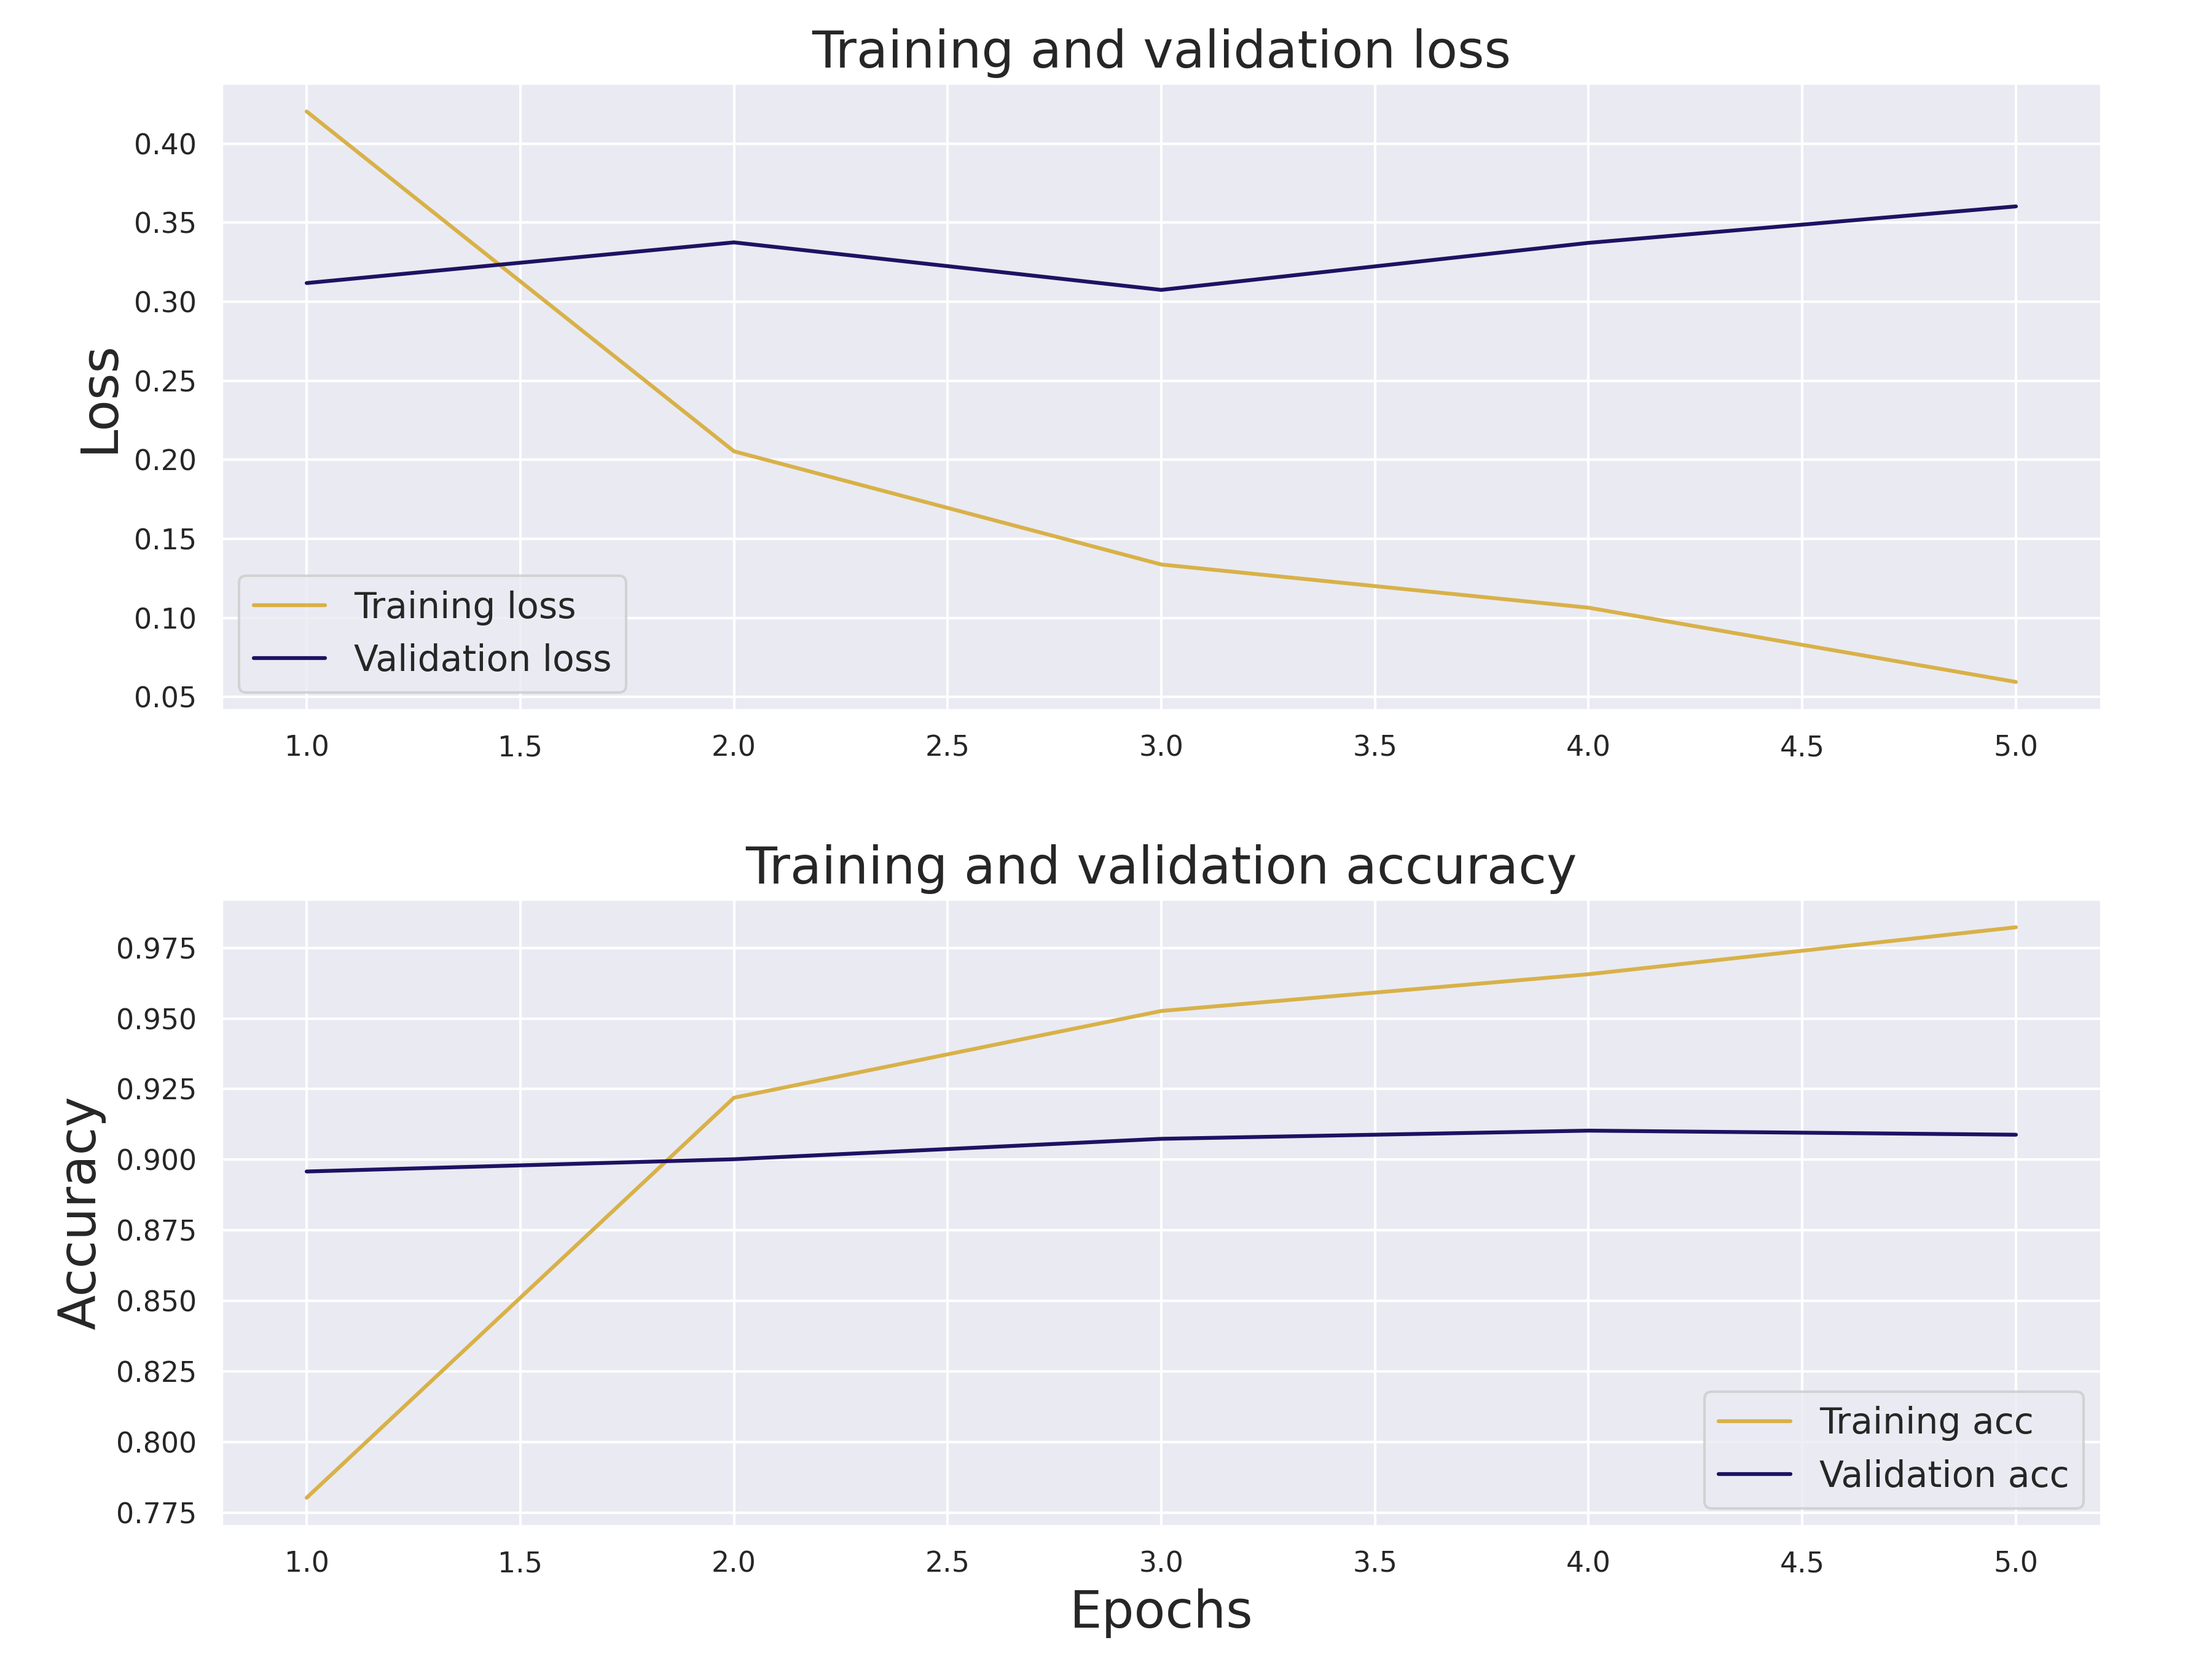 Training and validation loss
Loss
0.40
0.35
0.30
0.25
0.20
0.15
0.10
0.05
Training loss
Validation loss
1.0 1.5 2.0 2.5 3.0 3.5 4.0 4.5 5.0
Training and validation accuracy
Accuracy
0.975
0.950
0.925
0.900
0.875
0.850
0.825
0.800
0.775
Training acc
Validation acc
1.0 1.5 2.0 2.5 3.0 3.5 4.0 4.5 5.0
Epochs